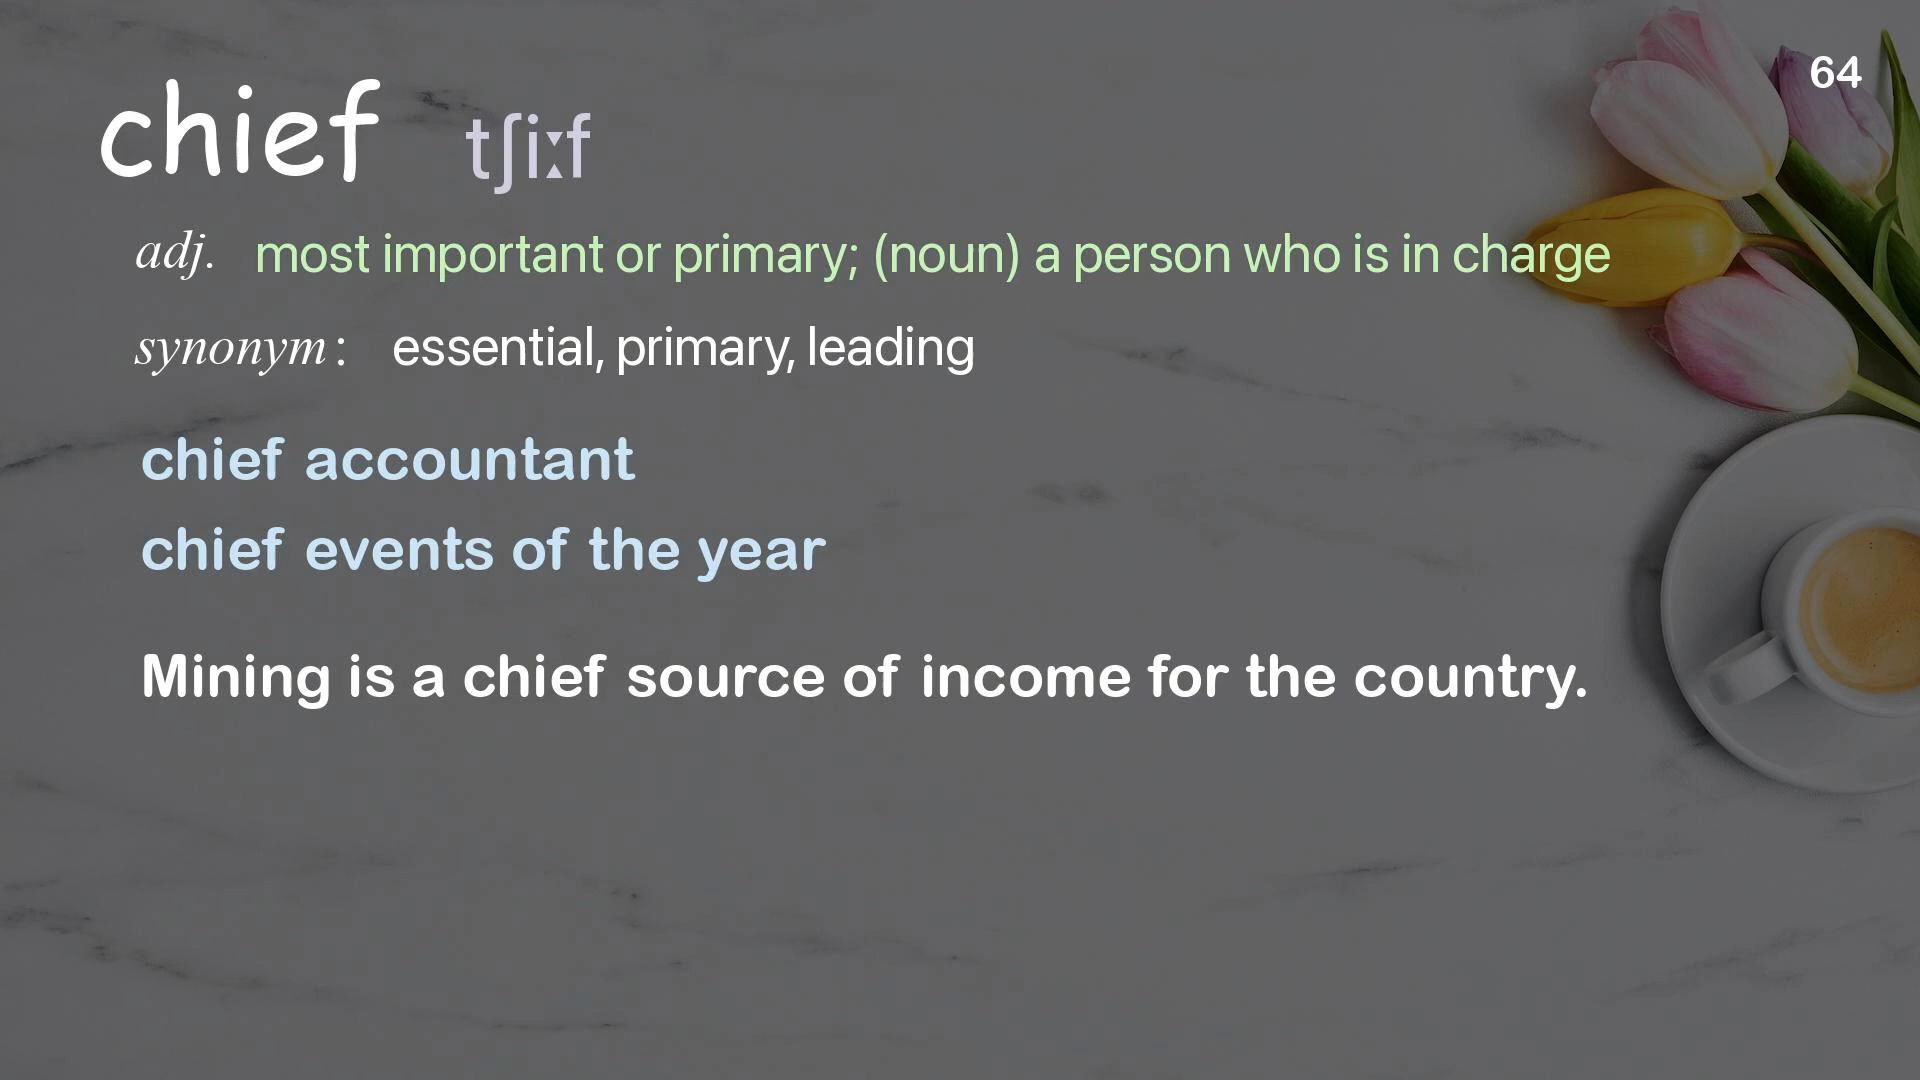 64
chief tʃiːf
adj. most important or primary; (noun) a person who is in charge
synonym: essential, primary, leading
chief accountant
chief events of the year
Mining is a chief source of income for the country.